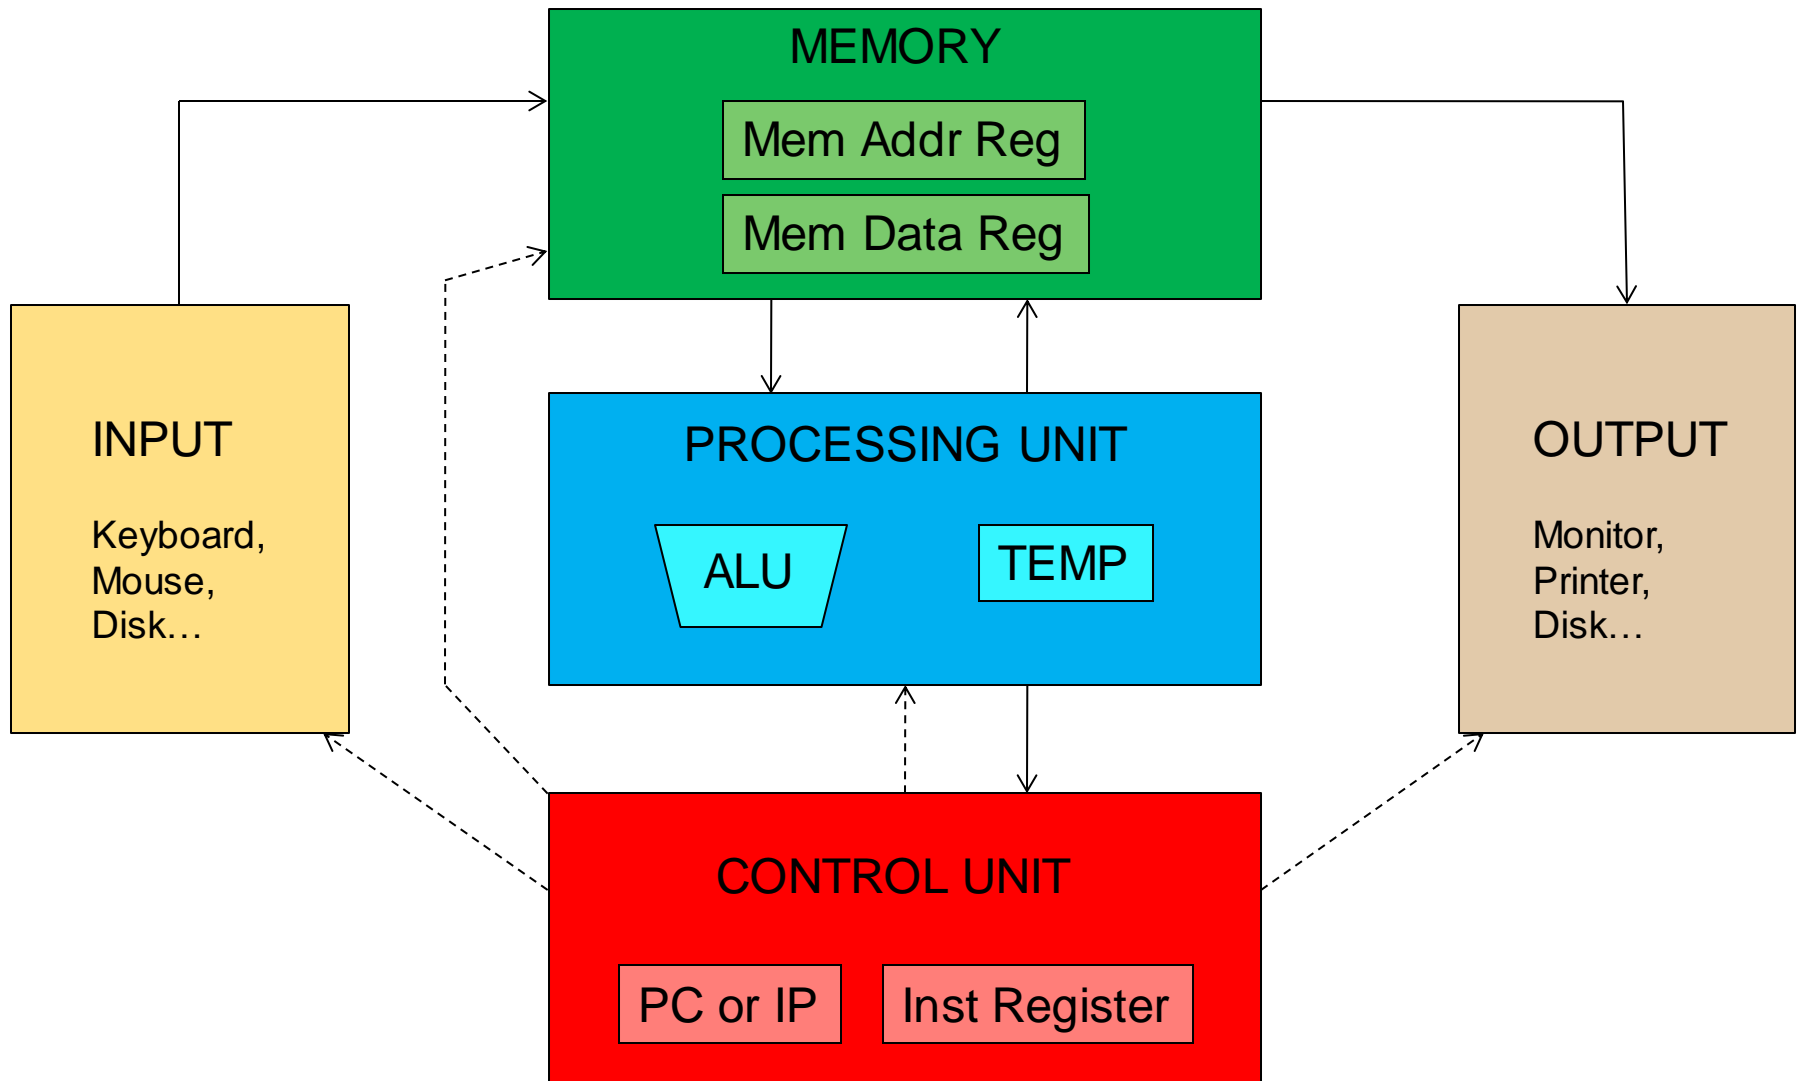 MEMORY
Mem Addr Reg
Mem Data Reg
INPUT
Keyboard,
Mouse,
Disk…
PROCESSING UNIT
ALU
TEMP
OUTPUT
Monitor,
Printer,
Disk…
CONTROL UNIT
PC or IP
Inst Register